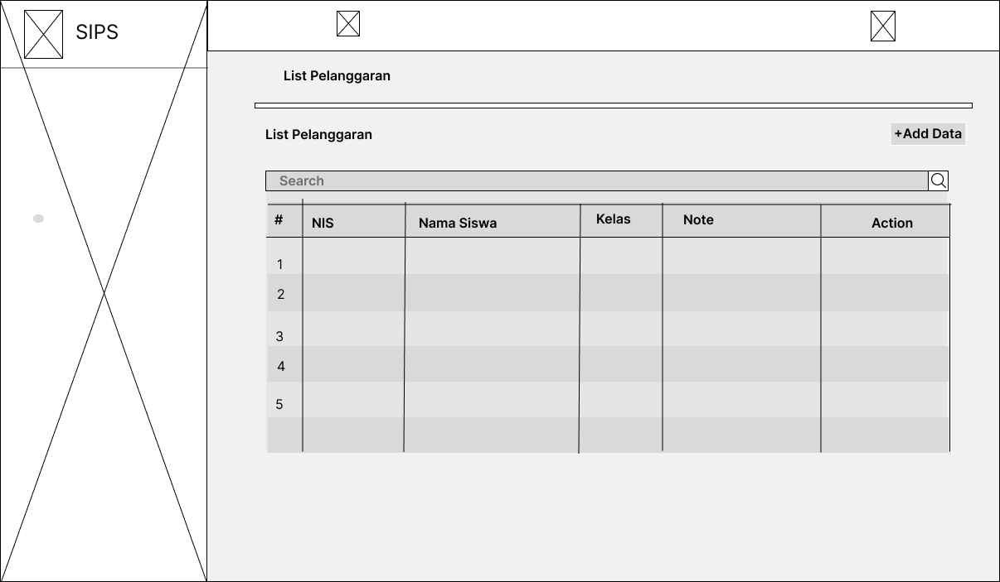 SIPS
List Pelanggaran
List Pelanggaran
+Add Data
Search
# NIS Nama Siswa Kelas Note Action
1
2
3
4
5